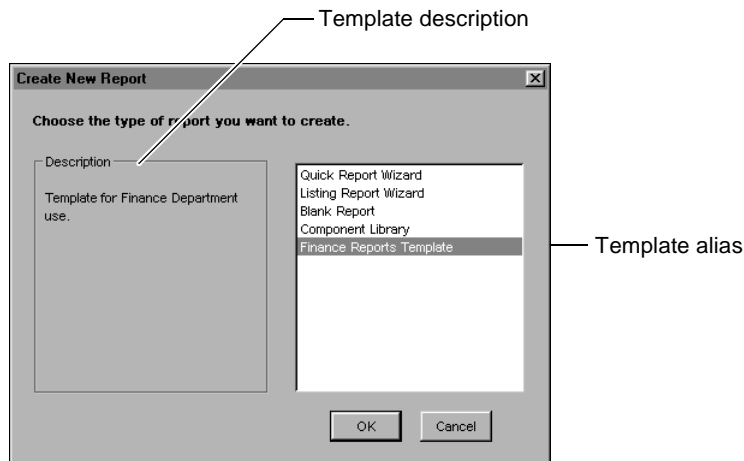 Template description
Create New Report
Choose the type of report you want to create.
Description
Template for Finance Department
use.
Quick Report Wizard
Listing Report Wizard
Blank Report
Component Library
Finance Reports Template
Template alias
OK
Cancel